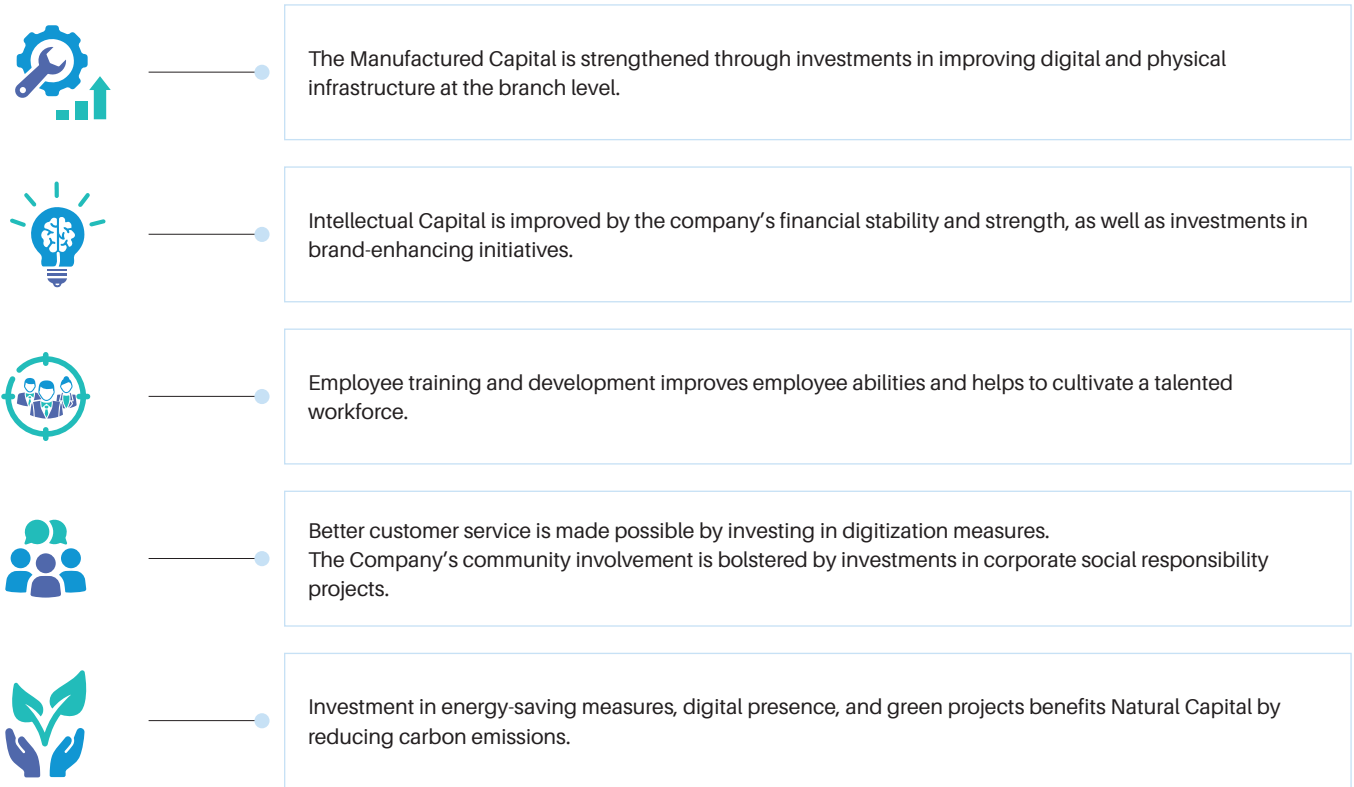 The Manufactured Capital is strengthened through investments in improving digital and physical
infrastructure at the branch level.
Intellectual Capital is improved by the company’s financial stability and strength, as well as investments in
brand-enhancing initiatives.
Employee training and development improves employee abilities and helps to cultivate a talented
workforce.
Better customer service is made possible by investing in digitization measures.
The Company’s community involvement is bolstered by investments in corporate social responsibility
projects.
Investment in energy-saving measures, digital presence, and green projects benefits Natural Capital by
reducing carbon emissions.